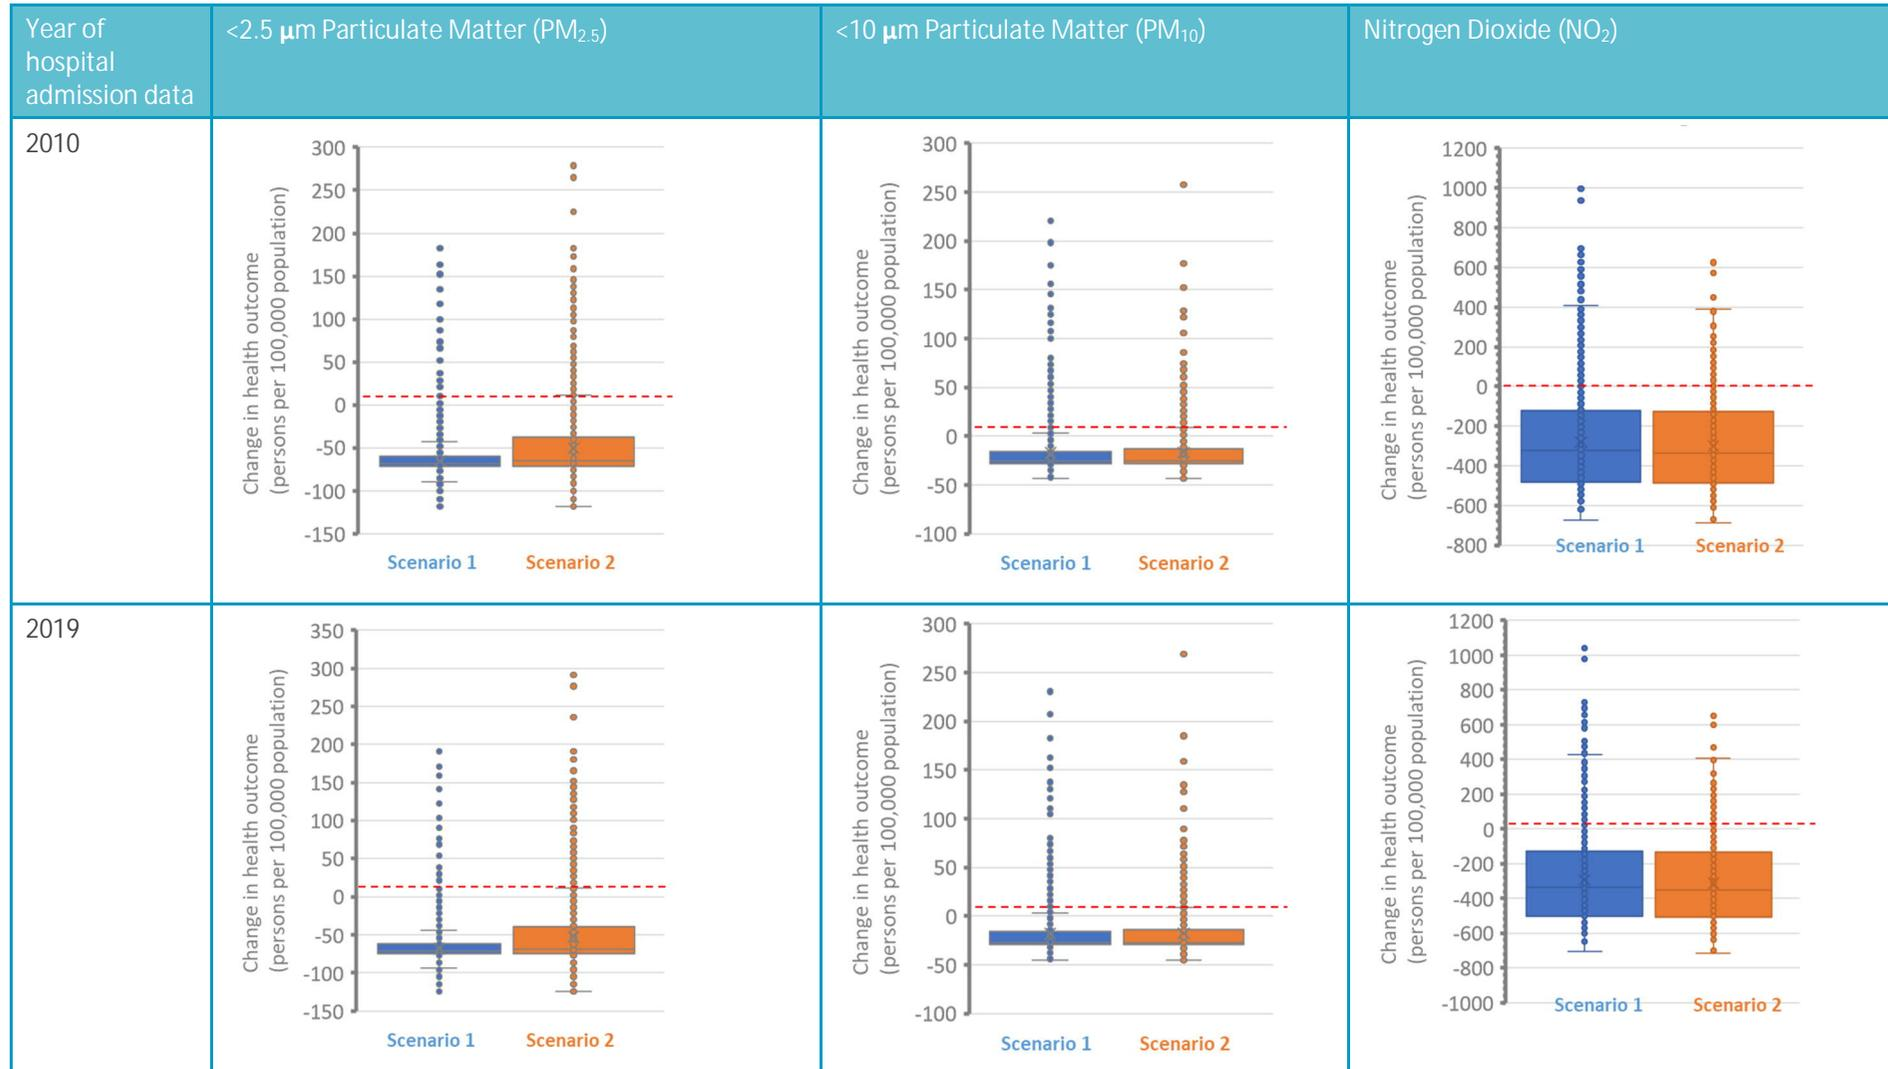 Year of
hospital
admission data
<2.5 µm Particulate Matter (PM2.5)
<10 µm Particulate Matter (PM10)
Nitrogen Dioxide (NO2)
2010
Change in health outcome
(persons per 100,000 population)
300
250
200
150
100
50
0
-50
-100
-150
Scenario 1
Scenario 2
Change in health outcome
(persons per 100,000 population)
300
250
200
150
100
50
0
-50
-100
Scenario 1
Scenario 2
Change in health outcome
(persons per 100,000 population)
1200
1000
800
600
400
200
0
-200
-400
-600
-800
Scenario 1
Scenario 2
2019
Change in health outcome
(persons per 100,000 population)
350
300
250
200
150
100
50
0
-50
-100
-150
Scenario 1
Scenario 2
Change in health outcome
(persons per 100,000 population)
300
250
200
150
100
50
0
-50
-100
Scenario 1
Scenario 2
Change in health outcome
(persons per 100,000 population)
1200
1000
800
600
400
200
0
-200
-400
-600
-800
-1000
Scenario 1
Scenario 2